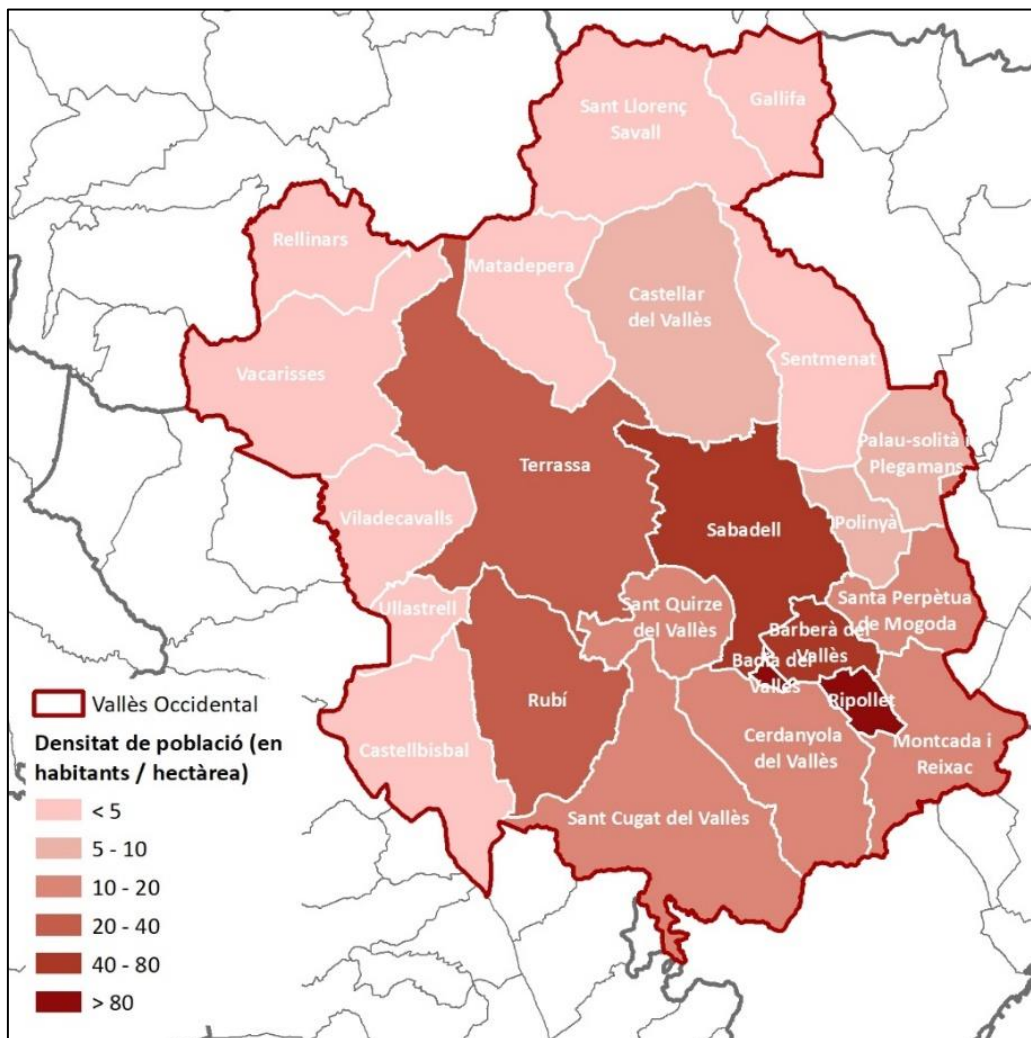 Sant Llorenç
Savall
Gallifa
Rellinars
Matadepera
Castellar
del Vallès
Sentmenat
Vacarisses
Palau-solità i
Plegamans
Terrassa
Viladecavalls
Sabadell
Polinyà
Ullastrell
Sant Quirze
del Vallès
Santa Perpètua
de Mogoda
Barberà del
Vallès
Badia del
Vallès
Rubí
Ripollet
Castellbisbal
Cerdanyola
del Vallès
Montcada i
Reixac
Sant Cugat del Vallès
Vallès Occidental
Densitat de població (en
habitants / hectàrea)
< 5
5 - 10
10 - 20
20 - 40
40 - 80
> 80